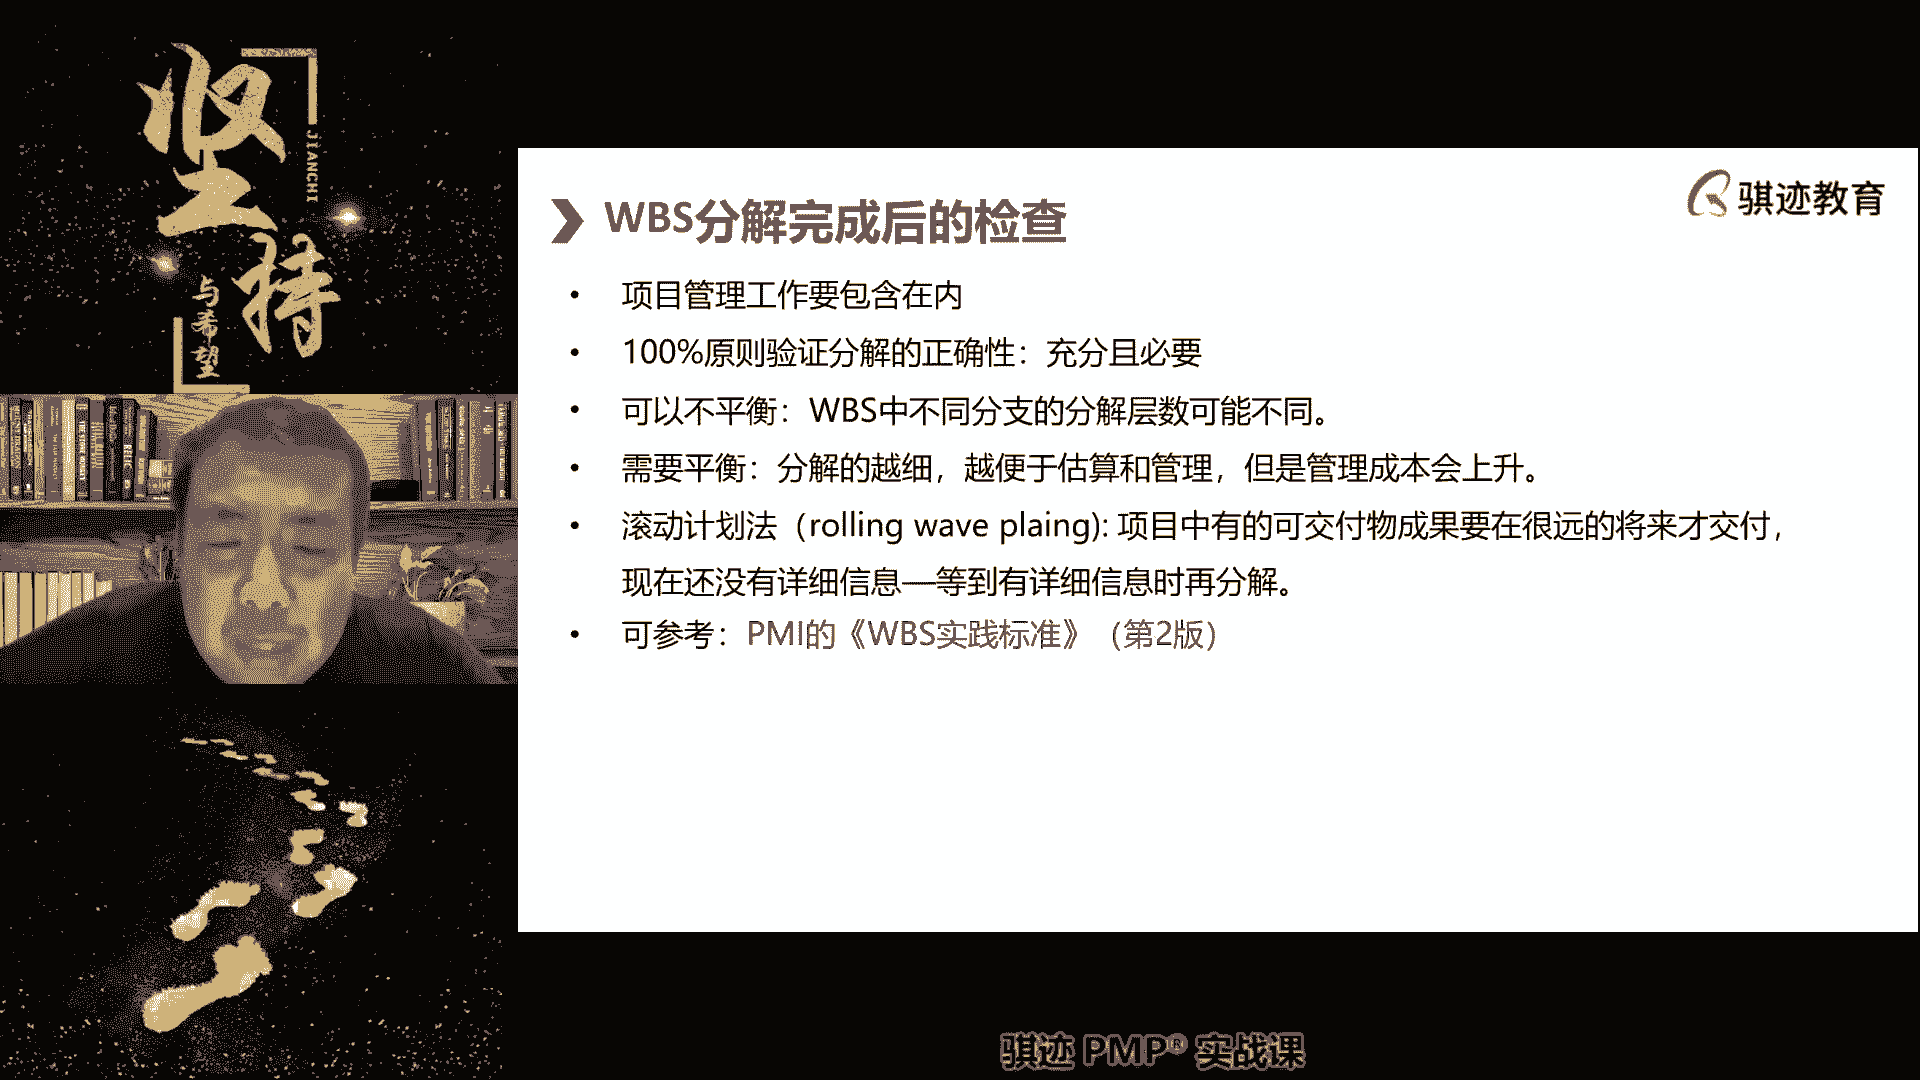 坚持
JIANCHI
与希望
骐迹教育
WBS分解完成后的检查
• 项目管理工作要包含在内
• 100%原则验证分解的正确性：充分且必要
• 可以不平衡：WBS中不同分支的分解层数可能不同。
• 需要平衡：分解的越细，越便于估算和管理，但是管理成本会上升。
• 滚动计划法（rolling wave plaing): 项目中有的可交付物成果要在很远的将来才交付，
现在还没有详细信息—等到有详细信息时再分解。
• 可参考：PMI的《WBS实践标准》（第2版）
骐迹 PMP® 实战课